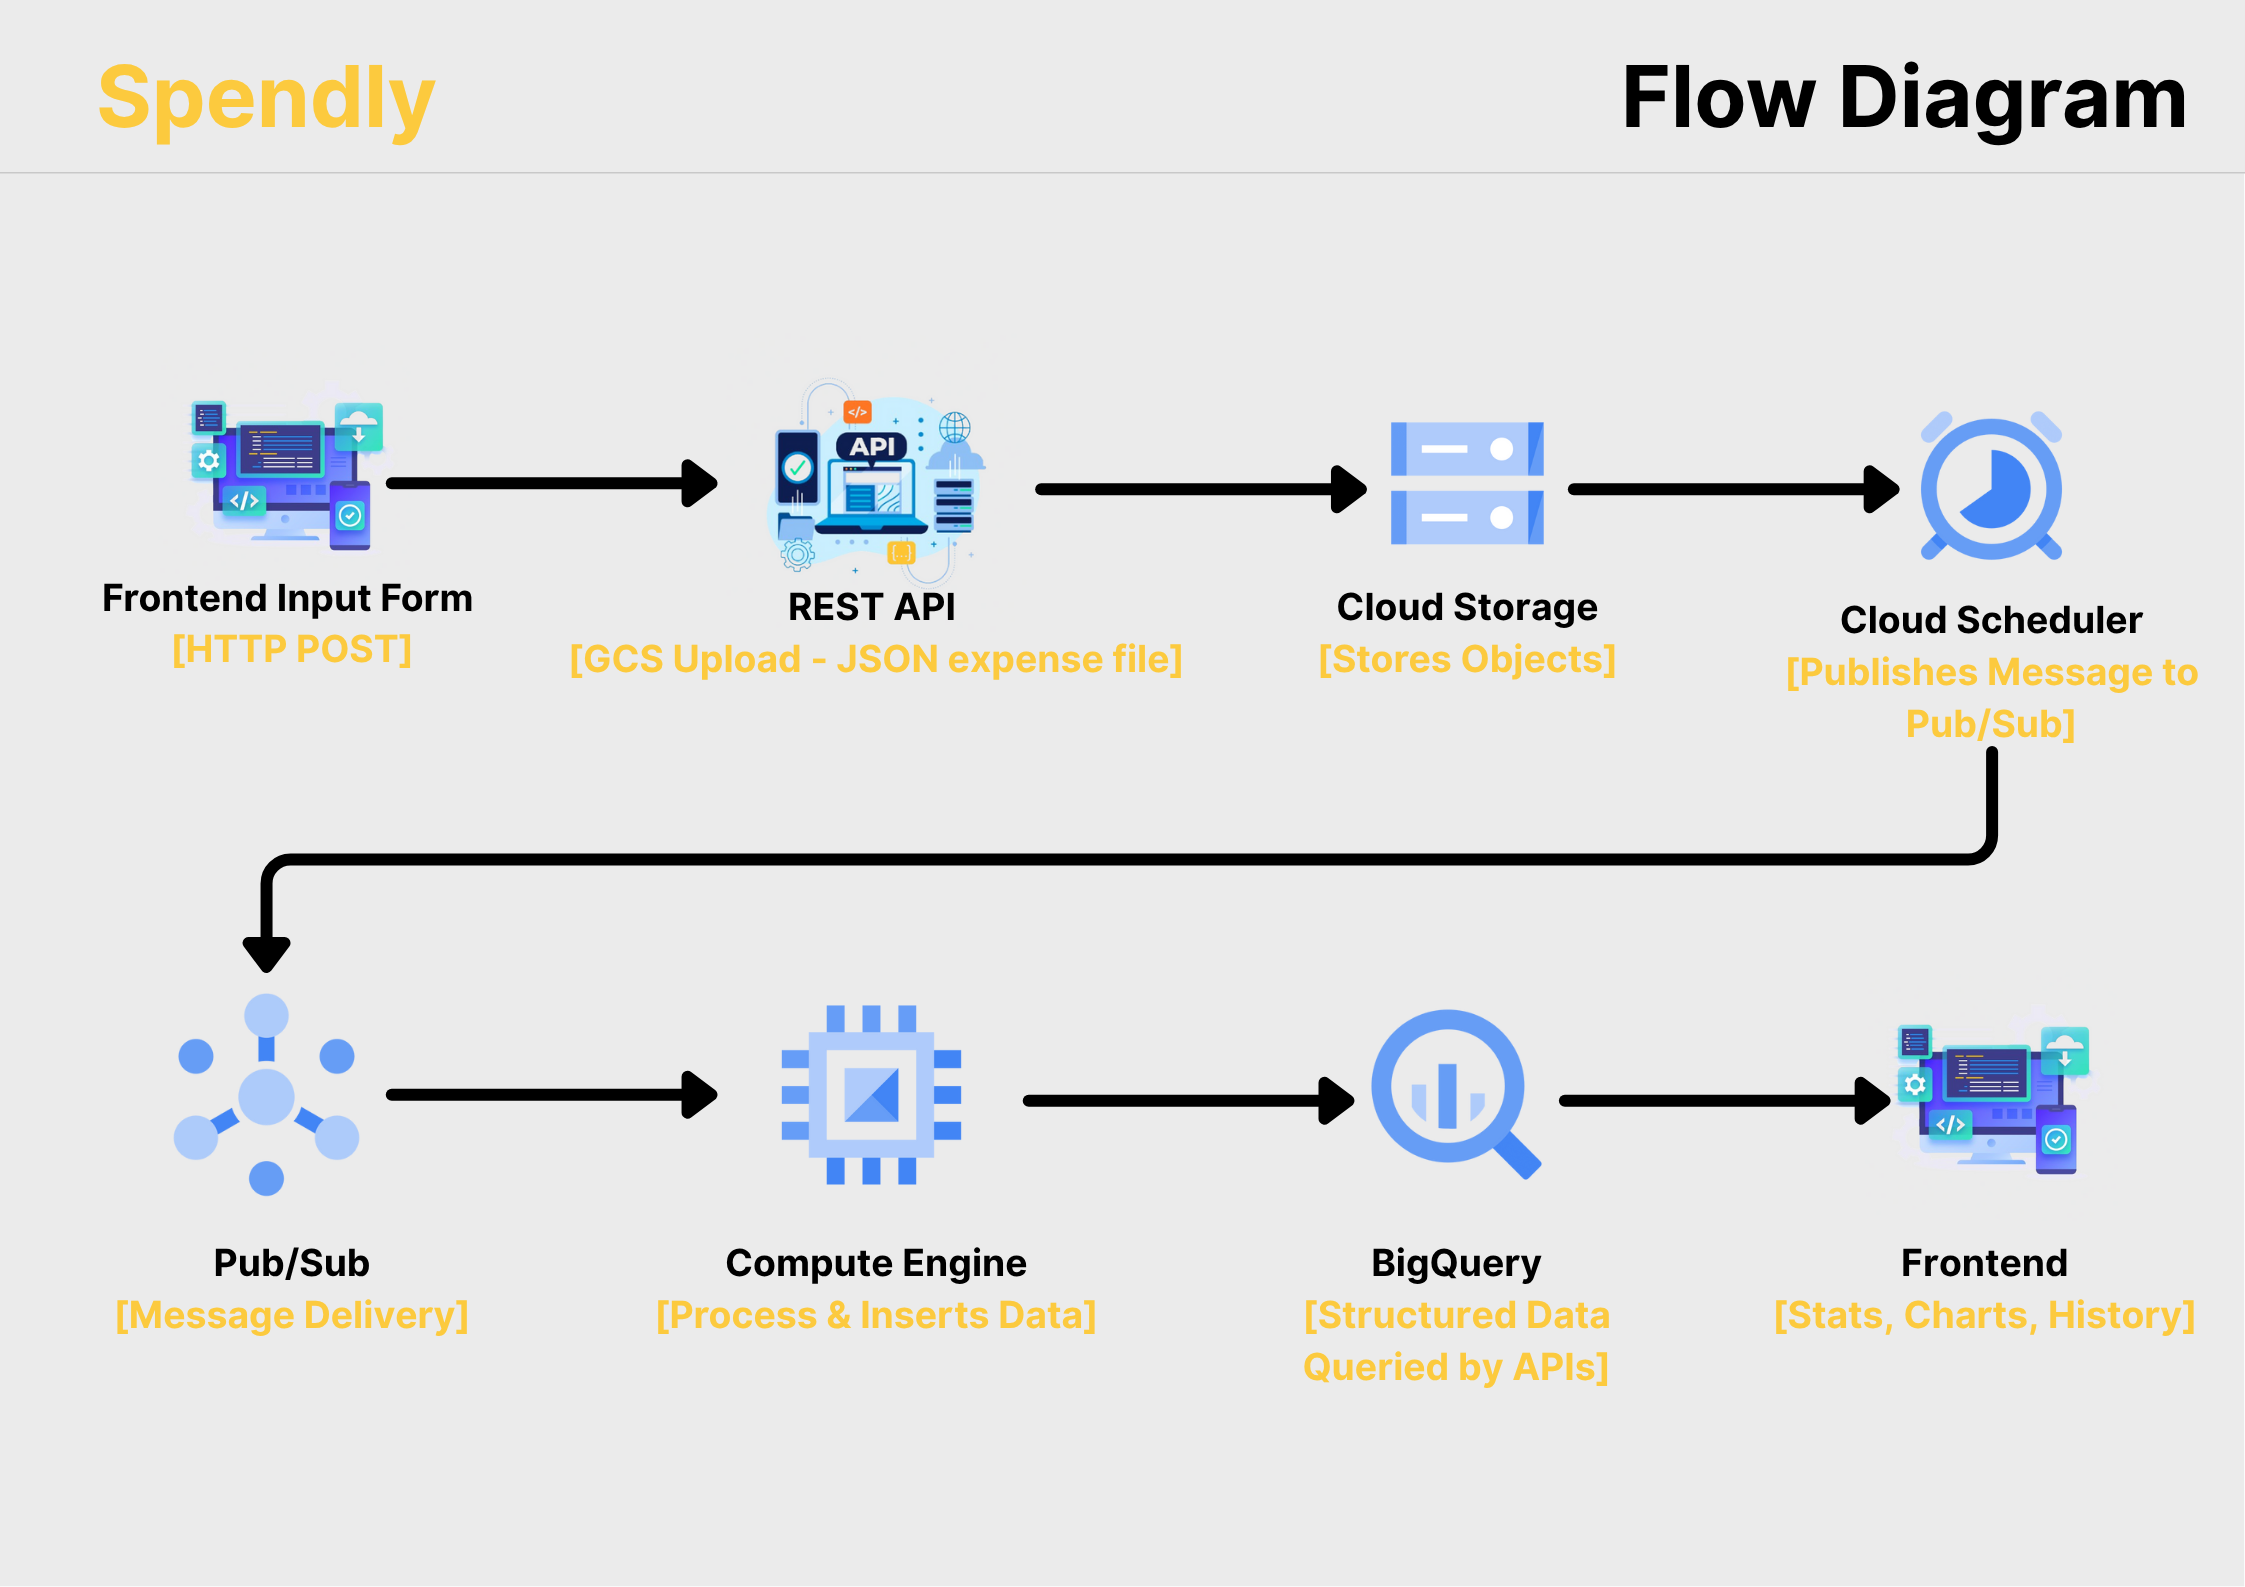 Spendly
Flow Diagram
</>
API
</>
{...}
Frontend Input Form
[HTTP POST]
REST API
[GCS Upload - JSON expense file]
Cloud Storage
[Stores Objects]
Cloud Scheduler
[Publishes Message to
Pub/Sub]
</>
Pub/Sub
[Message Delivery]
Compute Engine
[Process & Inserts Data]
BigQuery
[Structured Data
Queried by APIs]
Frontend
[Stats, Charts, History]